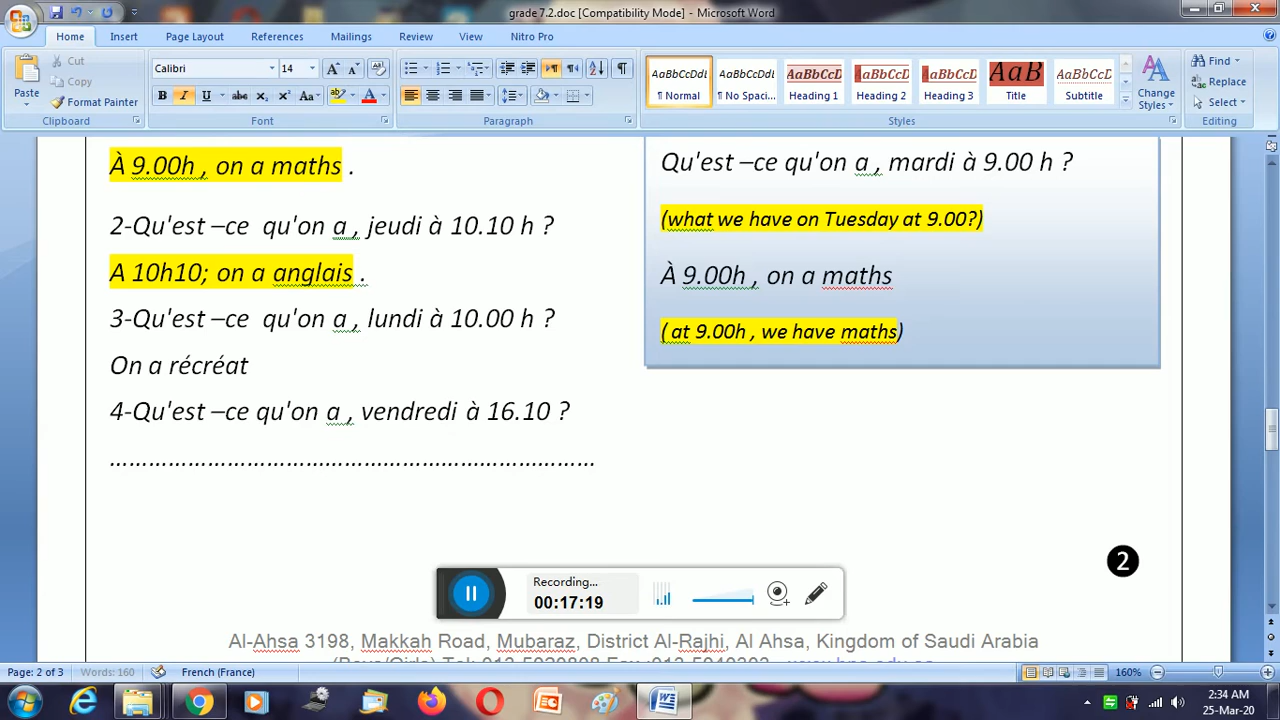 grade 7.2.doc [Compatibility Mode] - Microsoft Word
Home Insert Page Layout References Mailings Review View Nitro Pro
Cut
Copy
Format Painter
Paste
Clipboard
Calibri 14
Font
Paragraph
AaBbCcDdI AaBbCcDdI AaBbCcD AaBbCcD AaBbCcD AaB AaBbCcD
¶ Normal ¶ No Spaci... Heading 1 Heading 2 Heading 3 Title Subtitle
Change Styles
Styles
Find
Replace
Select
Editing
À 9.00h , on a maths .
2-Qu'est –ce qu'on a , jeudi à 10.10 h ?
A 10h10; on a anglais .
3-Qu'est –ce qu'on a , lundi à 10.00 h ?
On a récréat
4-Qu'est –ce qu'on a , vendredi à 16.10 ?
………………………………………………………………
Qu'est –ce qu'on a , mardi à 9.00 h ?
(what we have on Tuesday at 9.00?)
À 9.00h , on a maths
( at 9.00h , we have maths)
2
Recording...
00:17:19
Al-Ahsa 3198, Makkah Road, Mubaraz, District Al-Rajhi, Al Ahsa, Kingdom of Saudi Arabia
Page: 2 of 3 Words: 160 French (France) 160%
2:34 AM
25-Mar-20